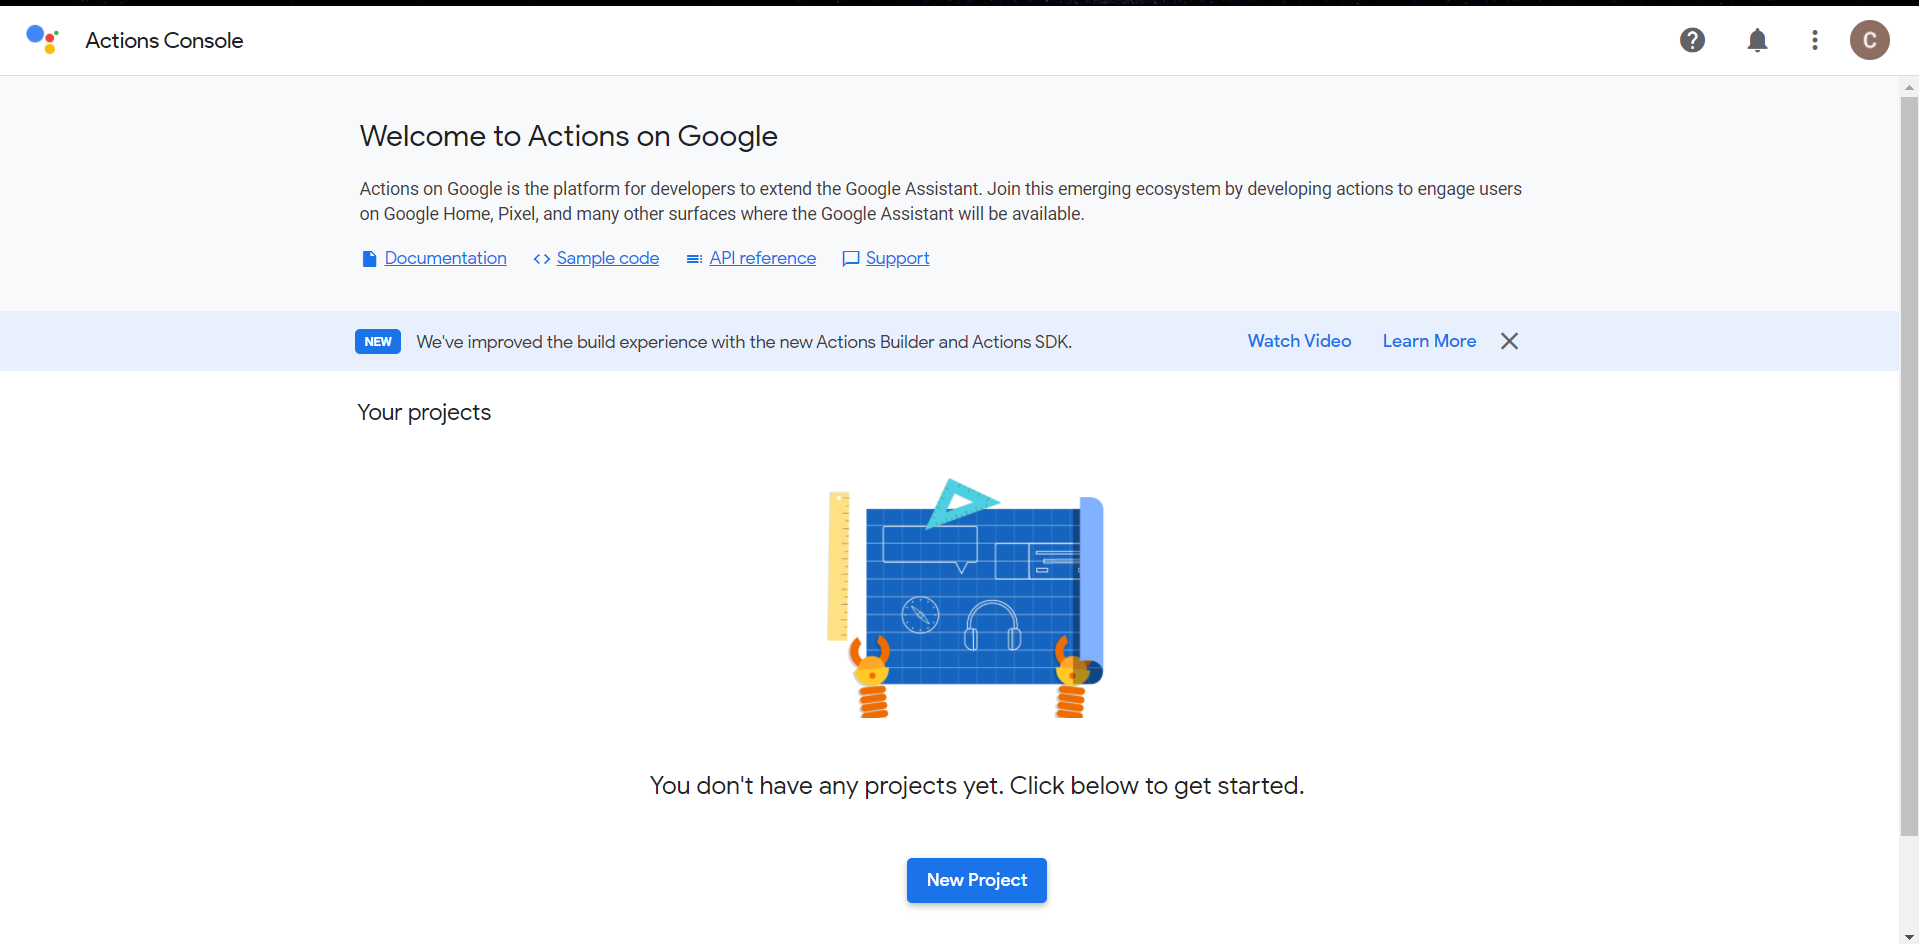 Actions Console
C
Welcome to Actions on Google
Actions on Google is the platform for developers to extend the Google Assistant. Join this emerging ecosystem by developing actions to engage users
on Google Home, Pixel, and many other surfaces where the Google Assistant will be available.
Documentation Sample code API reference Support
NEW We've improved the build experience with the new Actions Builder and Actions SDK. Watch Video Learn More
Your projects
You don't have any projects yet. Click below to get started.
New Project